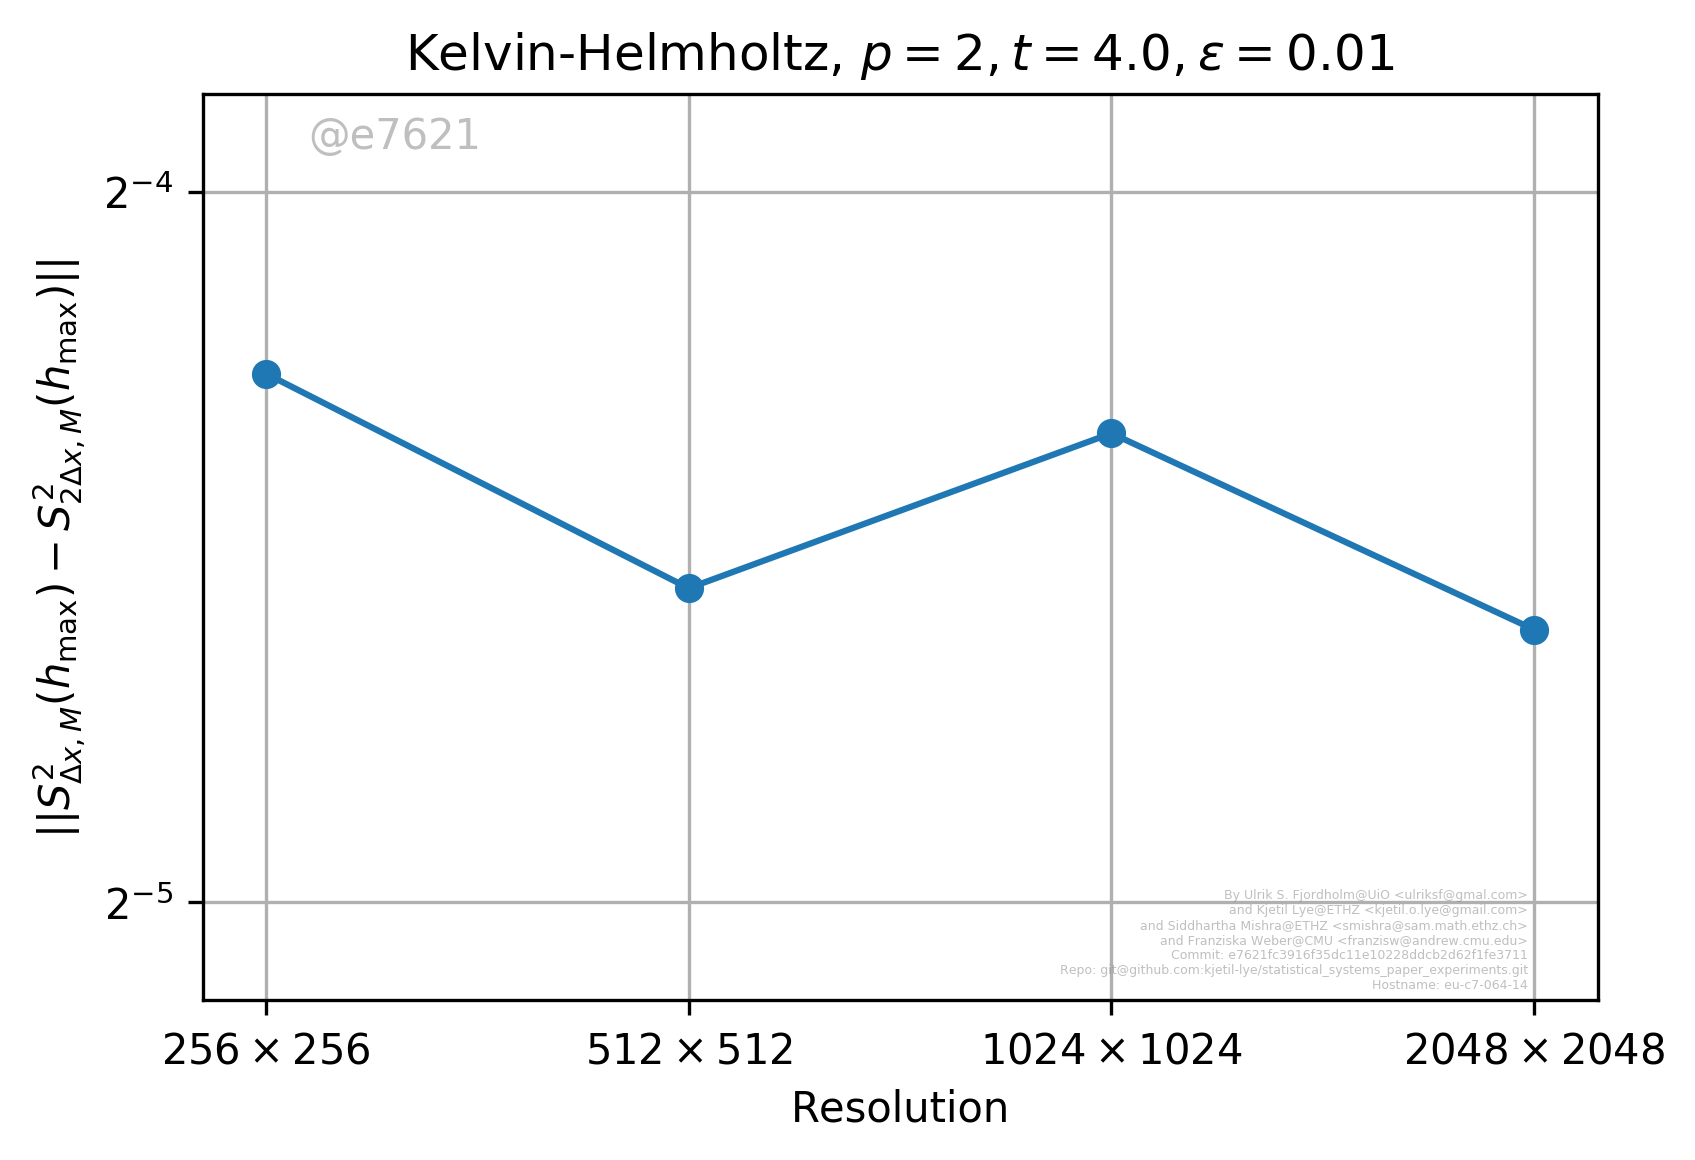 Kelvin-Helmholtz, p = 2, t = 4.0, ε = 0.01
@e7621
2⁻⁴
||S²_{Δx, M}(h_max) − S²_{2Δx, M}(h_max)||
2⁻⁵
By Ulrik S. Fjordholm@UiO <ulriksf@gmal.com>
and Kjetil Lye@ETHZ <kjetil.o.lye@gmail.com>
and Siddhartha Mishra@ETHZ <smishra@sam.math.ethz.ch>
and Franziska Weber@CMU <franzisw@andrew.cmu.edu>
Commit: e7621fc3916f35dc11e10228ddcb2d62f1fe3711
Repo: git@github.com:kjetil-lye/statistical_systems_paper_experiments.git
Hostname: eu-c7-064-14
256 × 256 512 × 512 1024 × 1024 2048 × 2048
Resolution